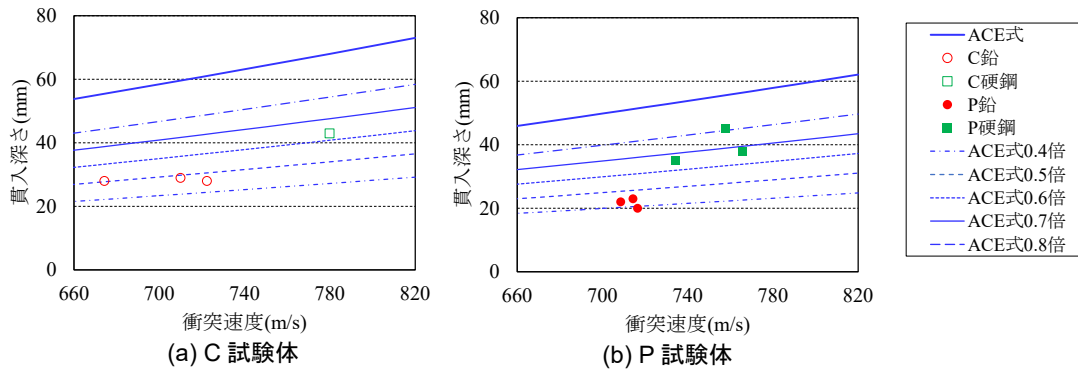 80
60
40
20
0
貫入深さ(mm)
660
700
740
780
820
衝突速度(m/s)
(a) C 試験体
80
60
40
20
0
貫入深さ(mm)
660
700
740
780
820
衝突速度(m/s)
(b) P 試験体
ACE式
C鉛
C硬鋼
P鉛
P硬鋼
ACE式0.4倍
ACE式0.5倍
ACE式0.6倍
ACE式0.7倍
ACE式0.8倍